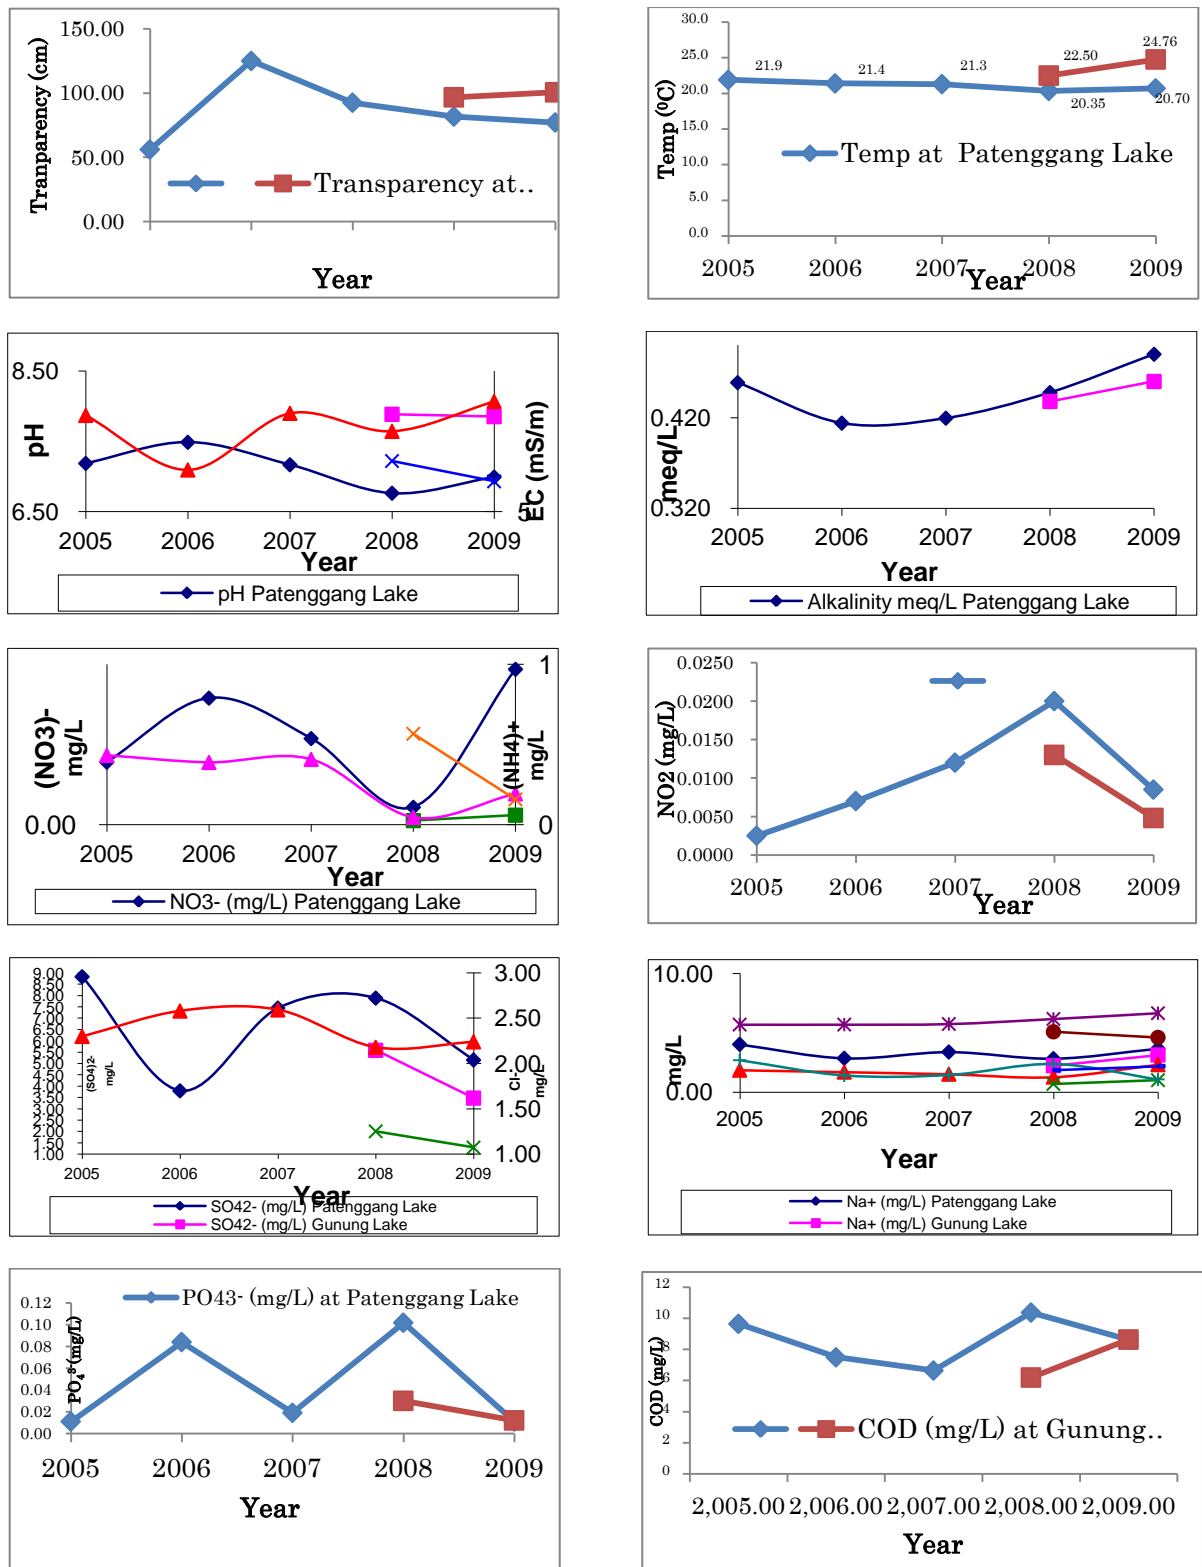 Tranparency (cm)
150.00
100.00
50.00
0.00
Transparency at..
Year
Temp (⁰C)
30.0
25.0
20.0
15.0
10.0
5.0
0.0
21.9
21.4
21.3
22.50
24.76
20.35
20.70
Temp at Patenggang Lake
2005 2006 2007 2008 2009
Year
pH
8.50
6.50
EC (mS/m)
5
2005 2006 2007 2008 2009
Year
pH Patenggang Lake
meq/L
0.420
0.320
2005 2006 2007 2008 2009
Year
Alkalinity meq/L Patenggang Lake
(NO3)-
mg/L
0.00
1
(NH4)+
mg/L
0
2005 2006 2007 2008 2009
Year
NO3- (mg/L) Patenggang Lake
NO2 (mg/L)
0.0250
0.0200
0.0150
0.0100
0.0050
0.0000
2005 2006 2007 2008 2009
Year
9.00
8.50
8.00
7.50
7.00
6.50
6.00
5.50
5.00
4.50
4.00
3.50
3.00
2.50
2.00
1.50
1.00
(SO4)2-
mg/L
3.00
2.50
2.00
1.50
1.00
Cl-
mg/L
2005 2006 2007 2008 2009
Year
SO42- (mg/L) Patenggang Lake
SO42- (mg/L) Gunung Lake
mg/L
10.00
0.00
2005 2006 2007 2008 2009
Year
Na+ (mg/L) Patenggang Lake
Na+ (mg/L) Gunung Lake
PO₄³⁻(mg/L)
0.12
0.10
0.08
0.06
0.04
0.02
0.00
PO43- (mg/L) at Patenggang Lake
2005 2006 2007 2008 2009
Year
COD (mg/L)
12
10
8
6
4
2
0
COD (mg/L) at Gunung..
2,005.00 2,006.00 2,007.00 2,008.00 2,009.00
Year